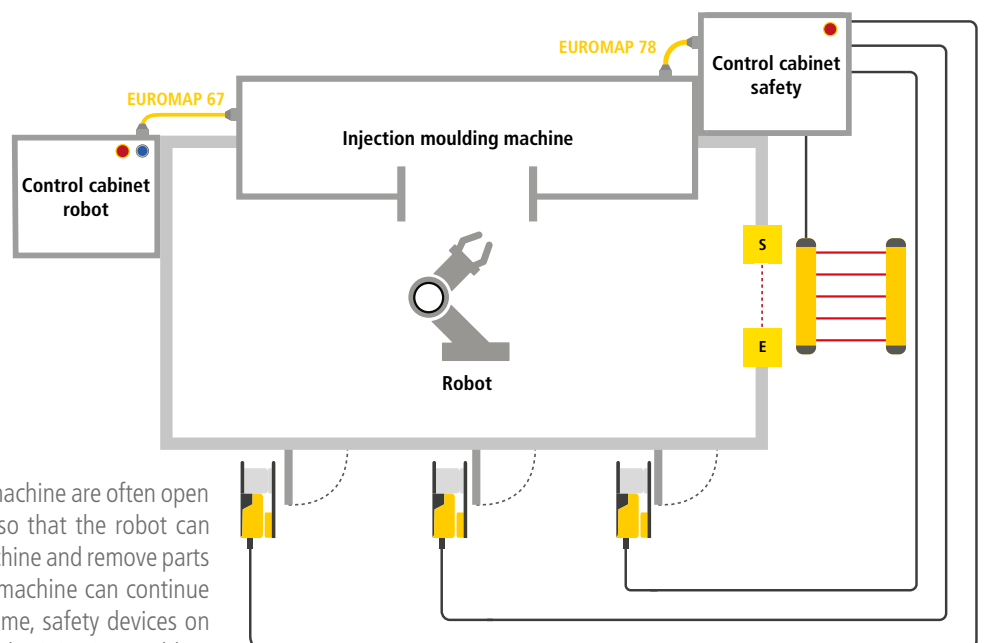 EUROMAP 78
Control cabinet
safety
EUROMAP 67
Injection moulding machine
Control cabinet
robot
S
E
Robot
machine are often open
so that the robot can
chine and remove parts
machine can continue
me, safety devices on